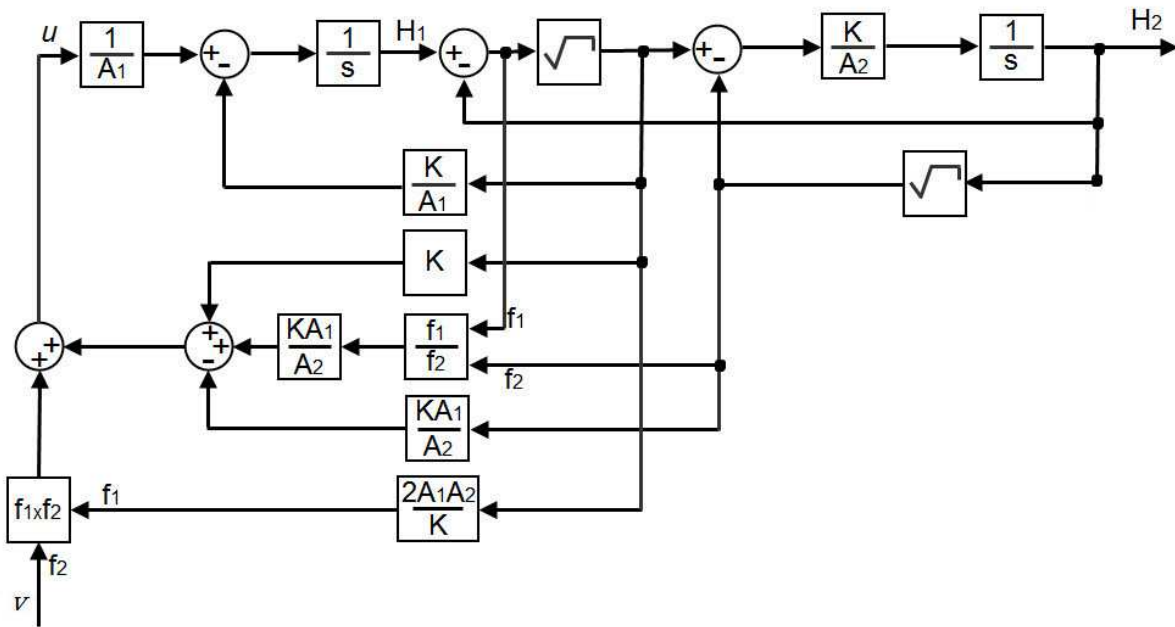 u
1
A1
+
-
1
s
H1
+
-
√
+
-
K
A2
1
s
H2
K
A1
√
K
+
+
+
+
-
KA1
A2
f1
f2
f1
f2
KA1
A2
f1xf2
f1
2A1A2
K
f2
v